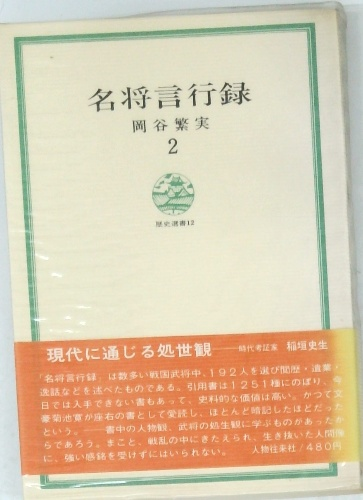 名将言行録
岡谷繁実
2
歴史選書12
現代に通じる処世観――時代考証家 稲垣史生
「名将言行録」は数多い戦国武将中、192人を選び閲歴・遺業・
逸話などを述べたものである。引用書は1251種にのぼり、今
日では入手できない書もあって、史料的な価値は高い。かつて文
豪菊池寛が座右の書として愛読し、ほとんど暗記したほどだった
という。――書中の人物観、武将の処生観に学ぶものがあったか
らであろう。まこと、戦乱の中にきたえられ、生き抜いた人間像
に、強い感銘を受けずにはいられない。
人物往来社/480円